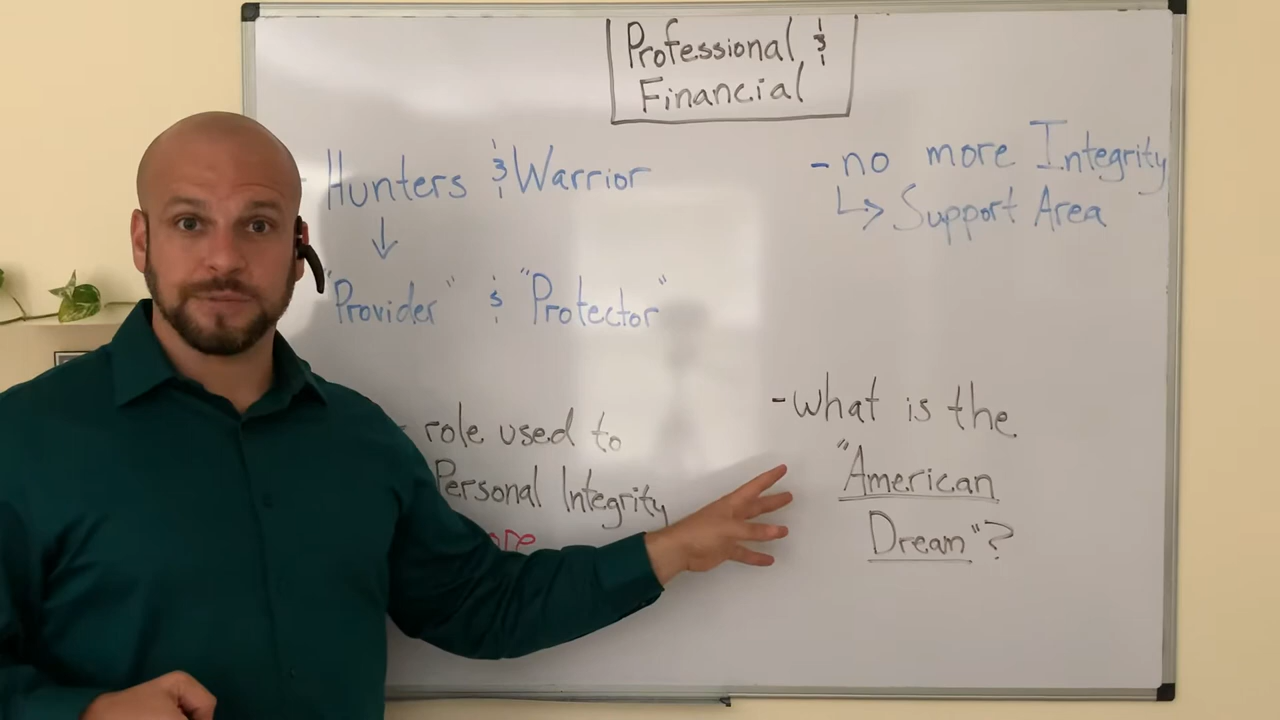 Professional &
Financial
- Hunters & Warrior
↓
"Provider" & "Protector"
- role used to
Personal Integrity
- no more Integrity
↳ Support Area
- What is the
"American
Dream"?